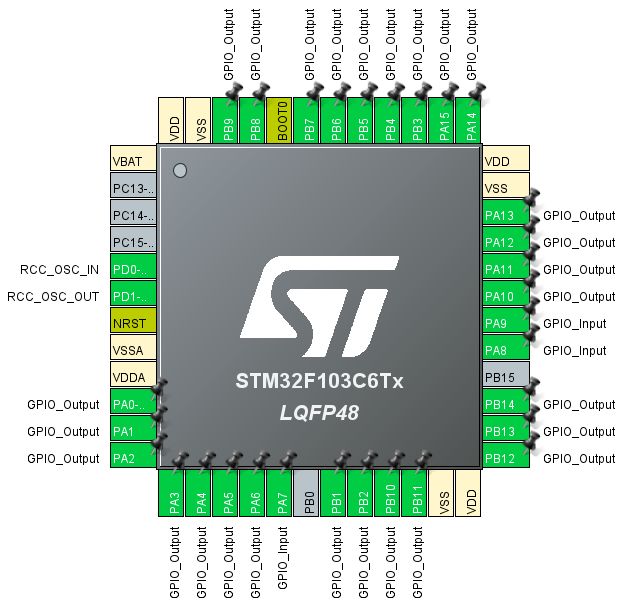 GPIO_Output
GPIO_Output
GPIO_Output
GPIO_Output
GPIO_Output
GPIO_Output
GPIO_Output
GPIO_Output
GPIO_Output
VDD
VSS
PB9
PB8
BOOT0
PB7
PB6
PB5
PB4
PB3
PA15
PA14
VBAT
VDD
PC13-..
VSS
PC14-..
PA13
GPIO_Output
PC15-..
PA12
GPIO_Output
RCC_OSC_IN
PD0-..
PA11
GPIO_Output
RCC_OSC_OUT
PD1-..
PA10
GPIO_Output
NRST
PA9
GPIO_Input
VSSA
PA8
GPIO_Input
VDDA
PB15
ST
STM32F103C6Tx
LQFP48
GPIO_Output
PA0-..
PB14
GPIO_Output
GPIO_Output
PA1
PB13
GPIO_Output
GPIO_Output
PA2
PB12
GPIO_Output
PA3
PA4
PA5
PA6
PA7
PB0
PB1
PB2
PB10
PB11
VSS
VDD
GPIO_Output
GPIO_Output
GPIO_Output
GPIO_Output
GPIO_Input
GPIO_Output
GPIO_Output
GPIO_Output
GPIO_Output